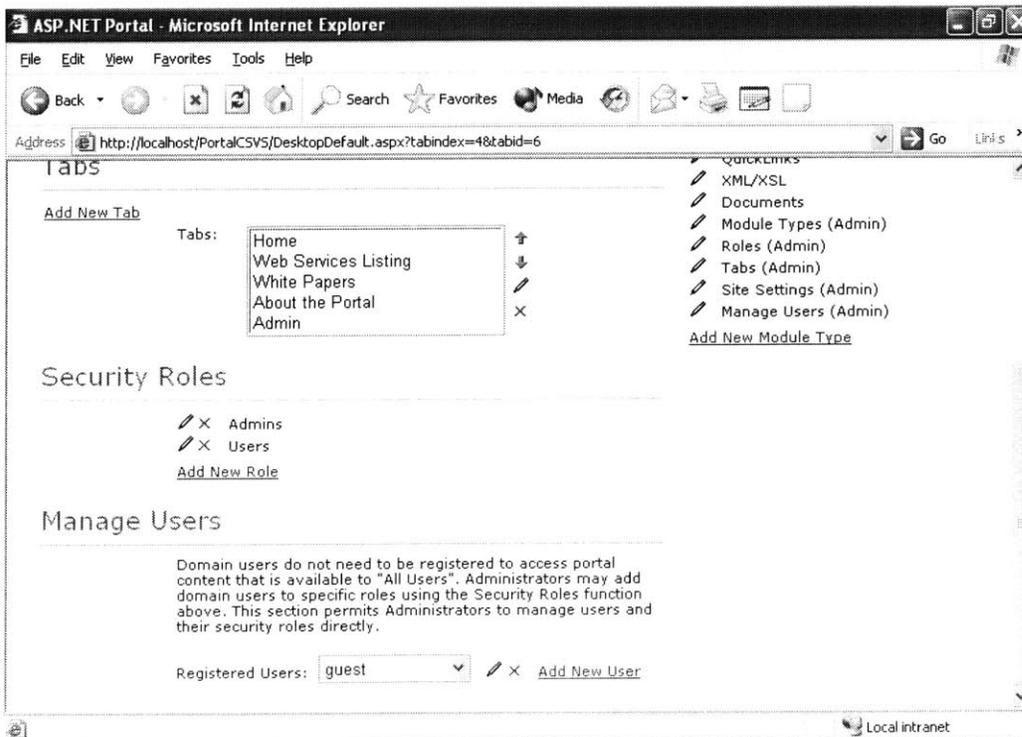 ASP.NET Portal - Microsoft Internet Explorer
File Edit View Favorites Tools Help
Back Search Favorites Media
Address http://localhost/PortalCSVS/DesktopDefault.aspx?tabindex=4&tabid=6 Go Links »
Tabs
Add New Tab
Tabs:
Home
Web Services Listing
White Papers
About the Portal
Admin
QuickLinks
XML/XSL
Documents
Module Types (Admin)
Roles (Admin)
Tabs (Admin)
Site Settings (Admin)
Manage Users (Admin)
Add New Module Type
Security Roles
Admins
Users
Add New Role
Manage Users
Domain users do not need to be registered to access portal
content that is available to "All Users". Administrators may add
domain users to specific roles using the Security Roles function
above. This section permits Administrators to manage users and
their security roles directly.
Registered Users: guest Add New User
Local intranet